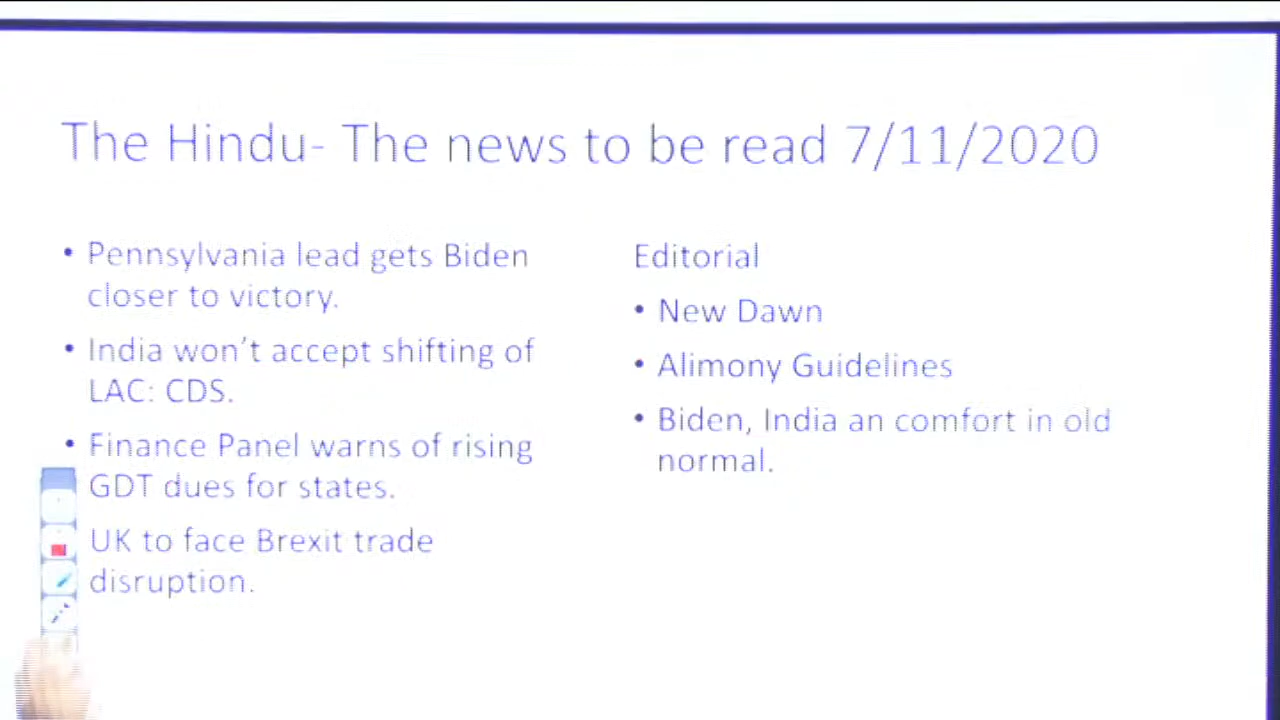 The Hindu- The news to be read 7/11/2020
• Pennsylvania lead gets Biden
closer to victory.
• India won't accept shifting of
LAC: CDS.
• Finance Panel warns of rising
GDT dues for states.
UK to face Brexit trade
disruption.
Editorial
• New Dawn
• Alimony Guidelines
• Biden, India an comfort in old
normal.